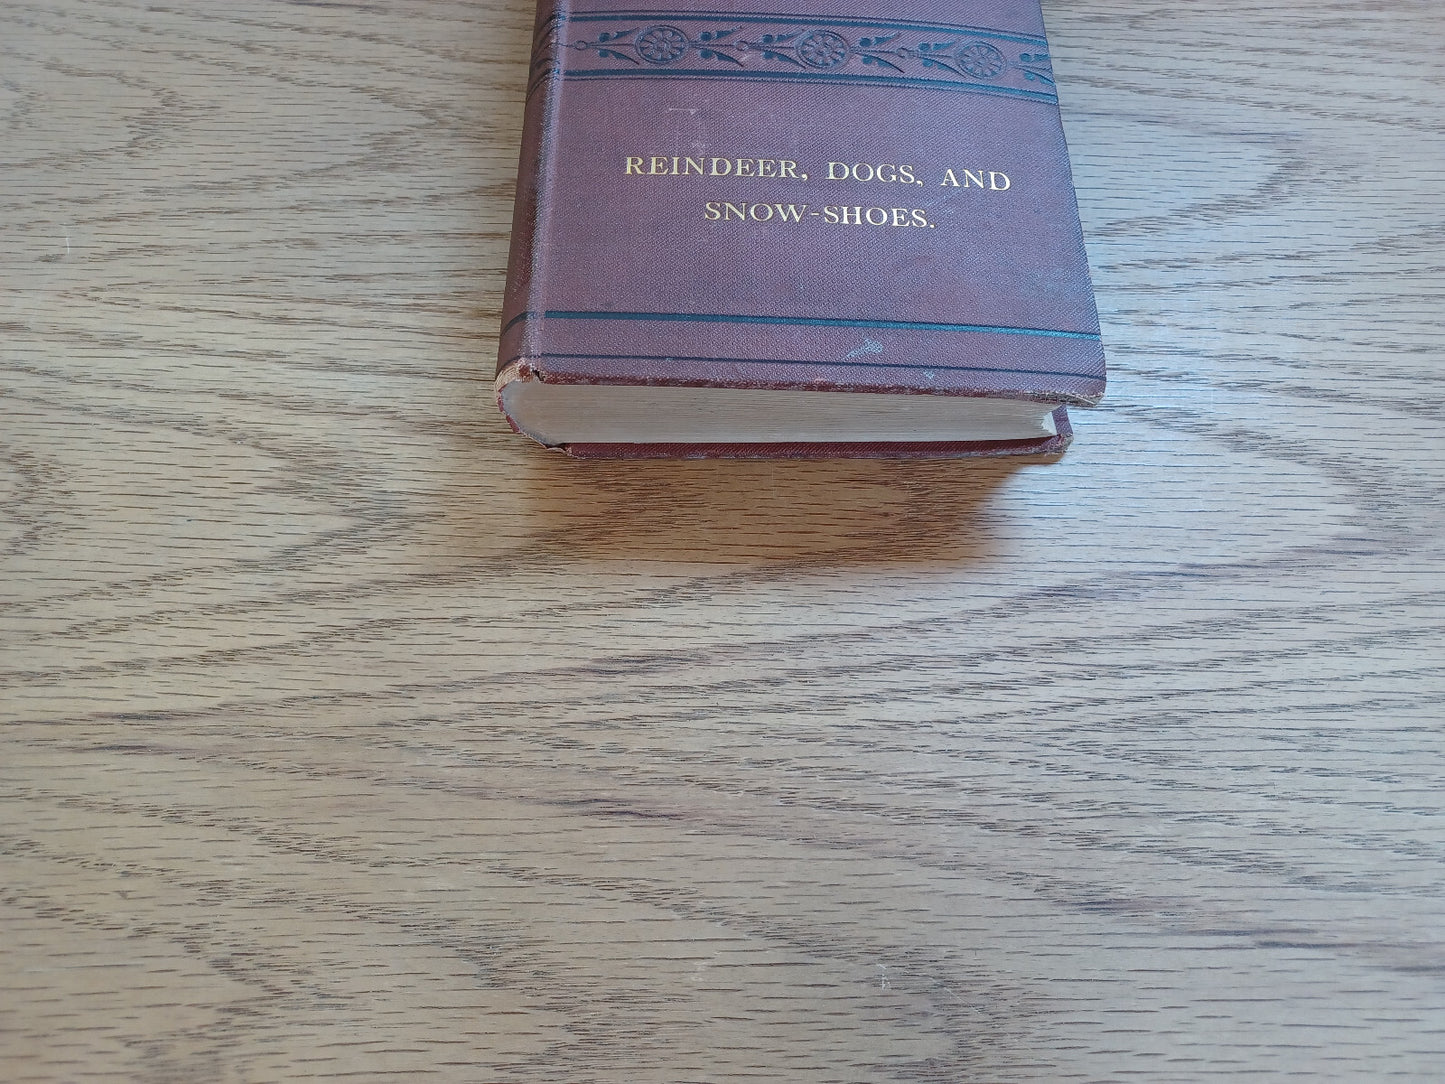 REINDEER, DOGS, AND
SNOW-SHOES.